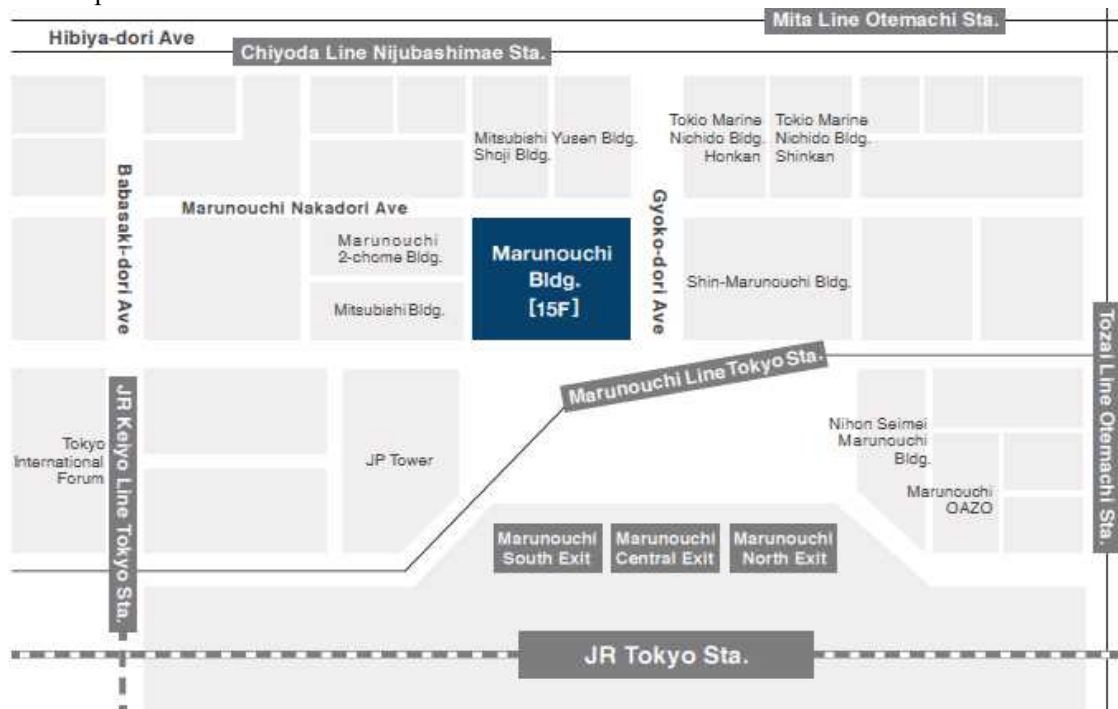 Mita Line Otemachi Sta.
Hibiya-dori Ave
Chiyoda Line Nijubashimae Sta.
Mitsubishi
Shoji Bldg.
Yusen Bldg.
Tokio Marine
Nichido Bldg.
Honkan
Tokio Marine
Nichido Bldg.
Shinkan
Babasaki-dori Ave
Marunouchi Nakadori Ave
Gyoko-dori Ave
Marunouchi
2-chome Bldg.
Mitsubishi Bldg.
Marunouchi
Bldg.
[15F]
Shin-Marunouchi Bldg.
Tozai Line Otemachi Sta.
Marunouchi Line Tokyo Sta.
JR Keiyo Line Tokyo Sta.
Tokyo
International
Forum
JP Tower
Nihon Seimei
Marunouchi
Bldg.
Marunouchi
OAZO
Marunouchi
South Exit
Marunouchi
Central Exit
Marunouchi
North Exit
JR Tokyo Sta.